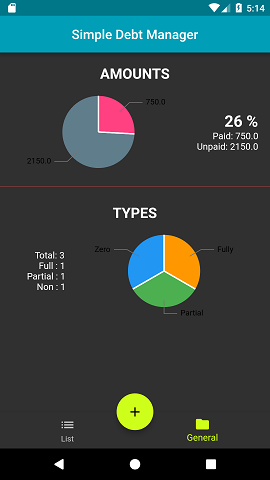 5:14
Simple Debt Manager
AMOUNTS
750.0
2150.0
26 %
Paid: 750.0
Unpaid: 2150.0
TYPES
Zero
Fully
Partial
Total: 3
Full : 1
Partial : 1
Non : 1
+
List
General